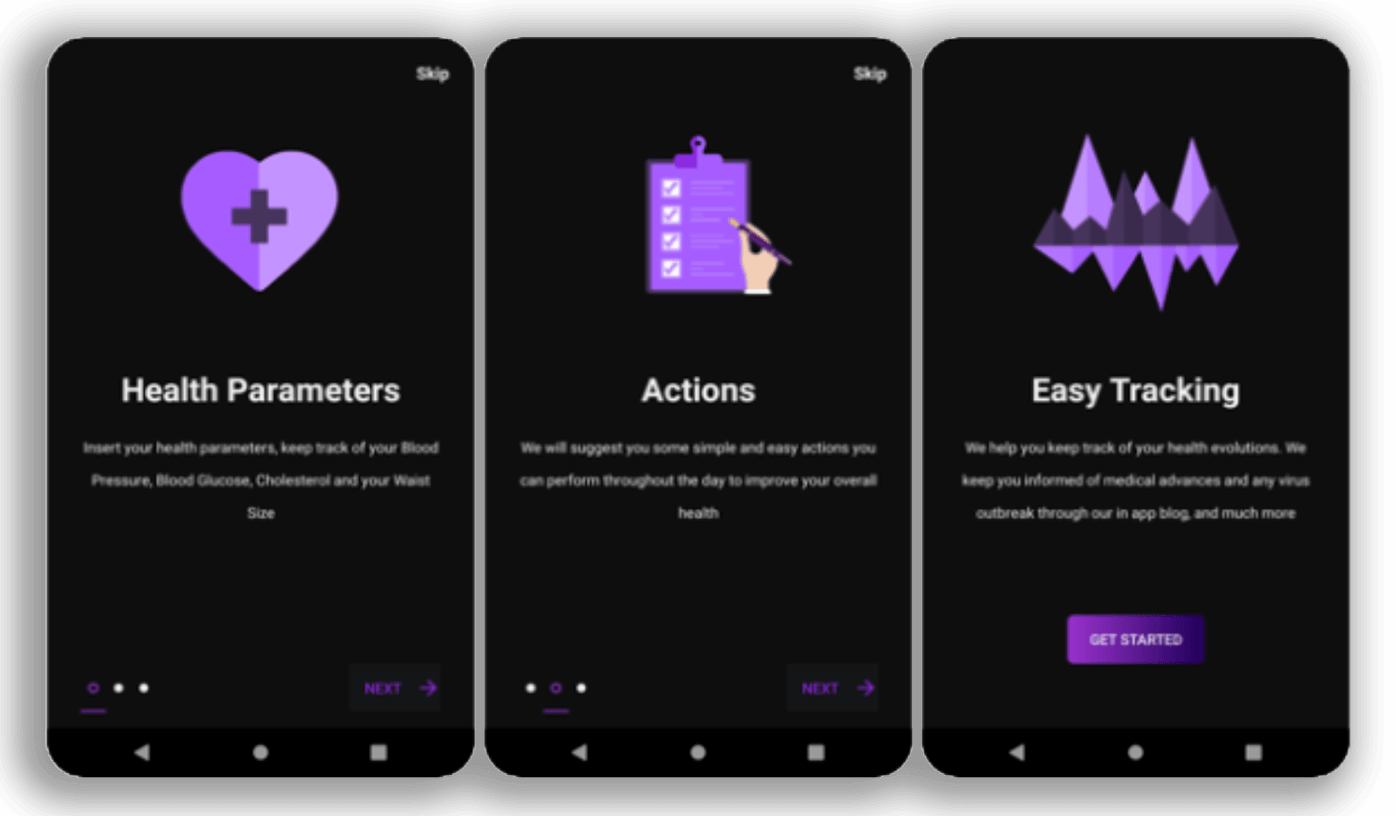 Skip
Health Parameters
Insert your health parameters, keep track of your Blood
Pressure, Blood Glucose, Cholesterol and your Waist
Size
NEXT
Skip
Actions
We will suggest you some simple and easy actions you
can perform throughout the day to improve your overall
health
NEXT
Easy Tracking
We help you keep track of your health evolutions. We
keep you informed of medical advances and any virus
outbreak through our in app blog, and much more
GET STARTED